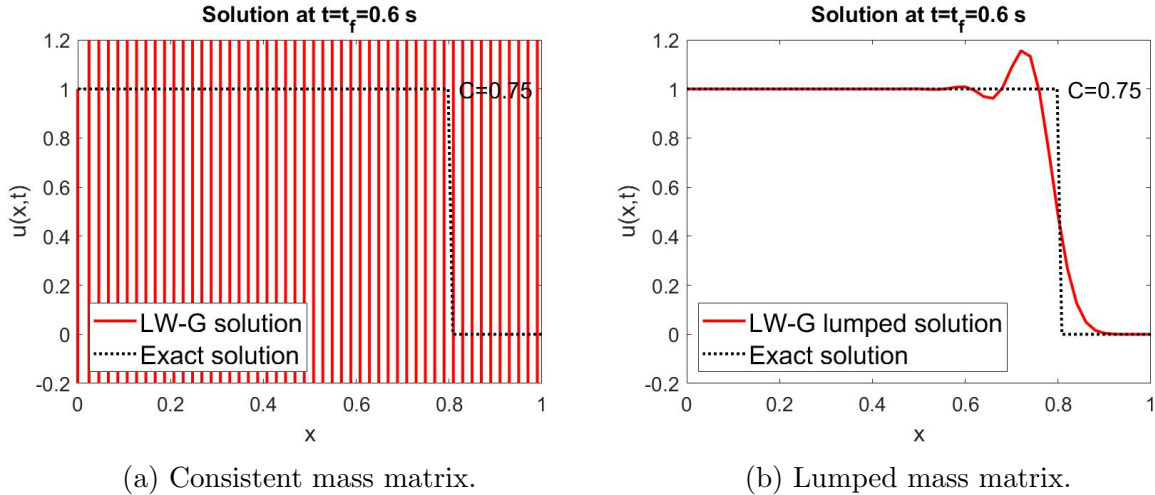 Solution at t=t_f=0.6 s
1.2
1
0.8
0.6
0.4
0.2
0
-0.2
u(x,t)
C=0.75
LW-G solution
Exact solution
0 0.2 0.4 0.6 0.8 1
x
(a) Consistent mass matrix.
Solution at t=t_f=0.6 s
1.2
1
0.8
0.6
0.4
0.2
0
-0.2
u(x,t)
C=0.75
LW-G lumped solution
Exact solution
0 0.2 0.4 0.6 0.8 1
x
(b) Lumped mass matrix.